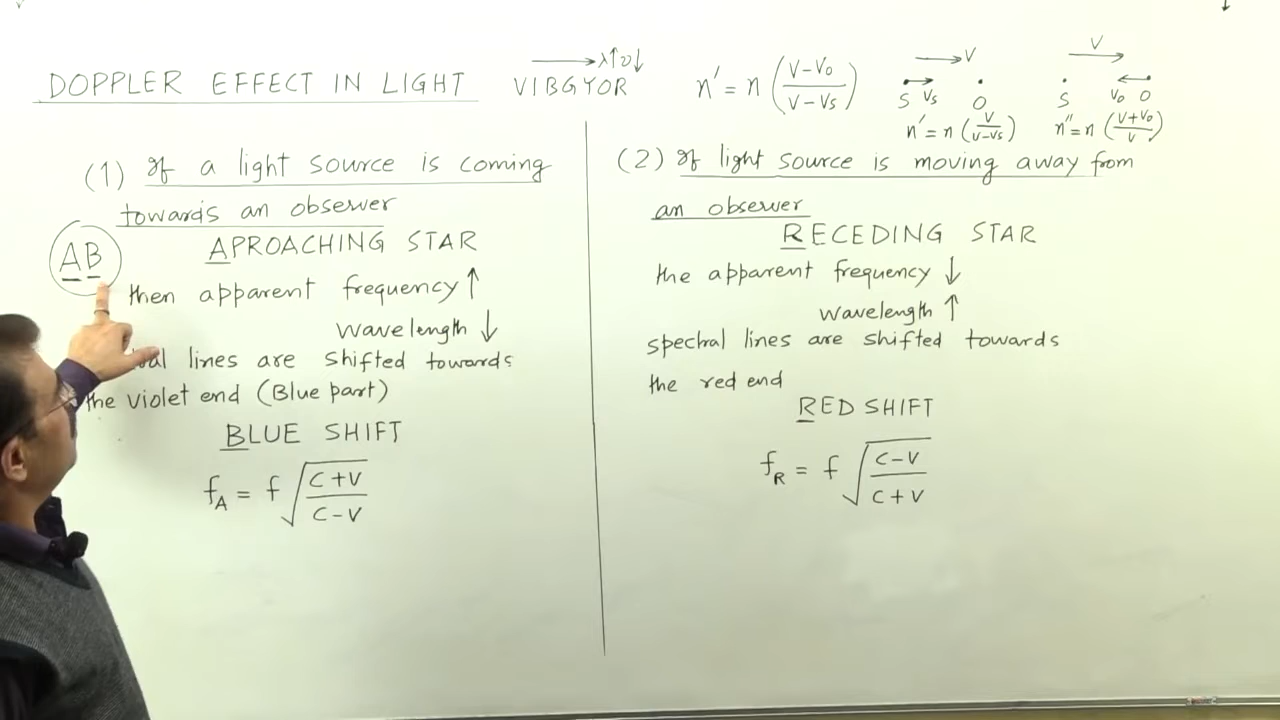 DOPPLER EFFECT IN LIGHT
→ λ↑ν↓
VIBGYOR
n' = n ((V-V₀)/(V-Vₛ))
→ V
S Vₛ O
n' = n (V/(V-Vₛ))
V
S V₀ O
n'' = n ((V+V₀)/V)
(1) If a light source is coming
towards an observer
AB
APROACHING STAR
then apparent frequency ↑
wavelength ↓
lines are shifted towards
the violet end (Blue part)
BLUE SHIFT
f_A = f √((C+V)/(C-V))
(2) If light source is moving away from
an observer
RECEDING STAR
the apparent frequency ↓
wavelength ↑
spectral lines are shifted towards
the red end
RED SHIFT
f_R = f √((C-V)/(C+V))